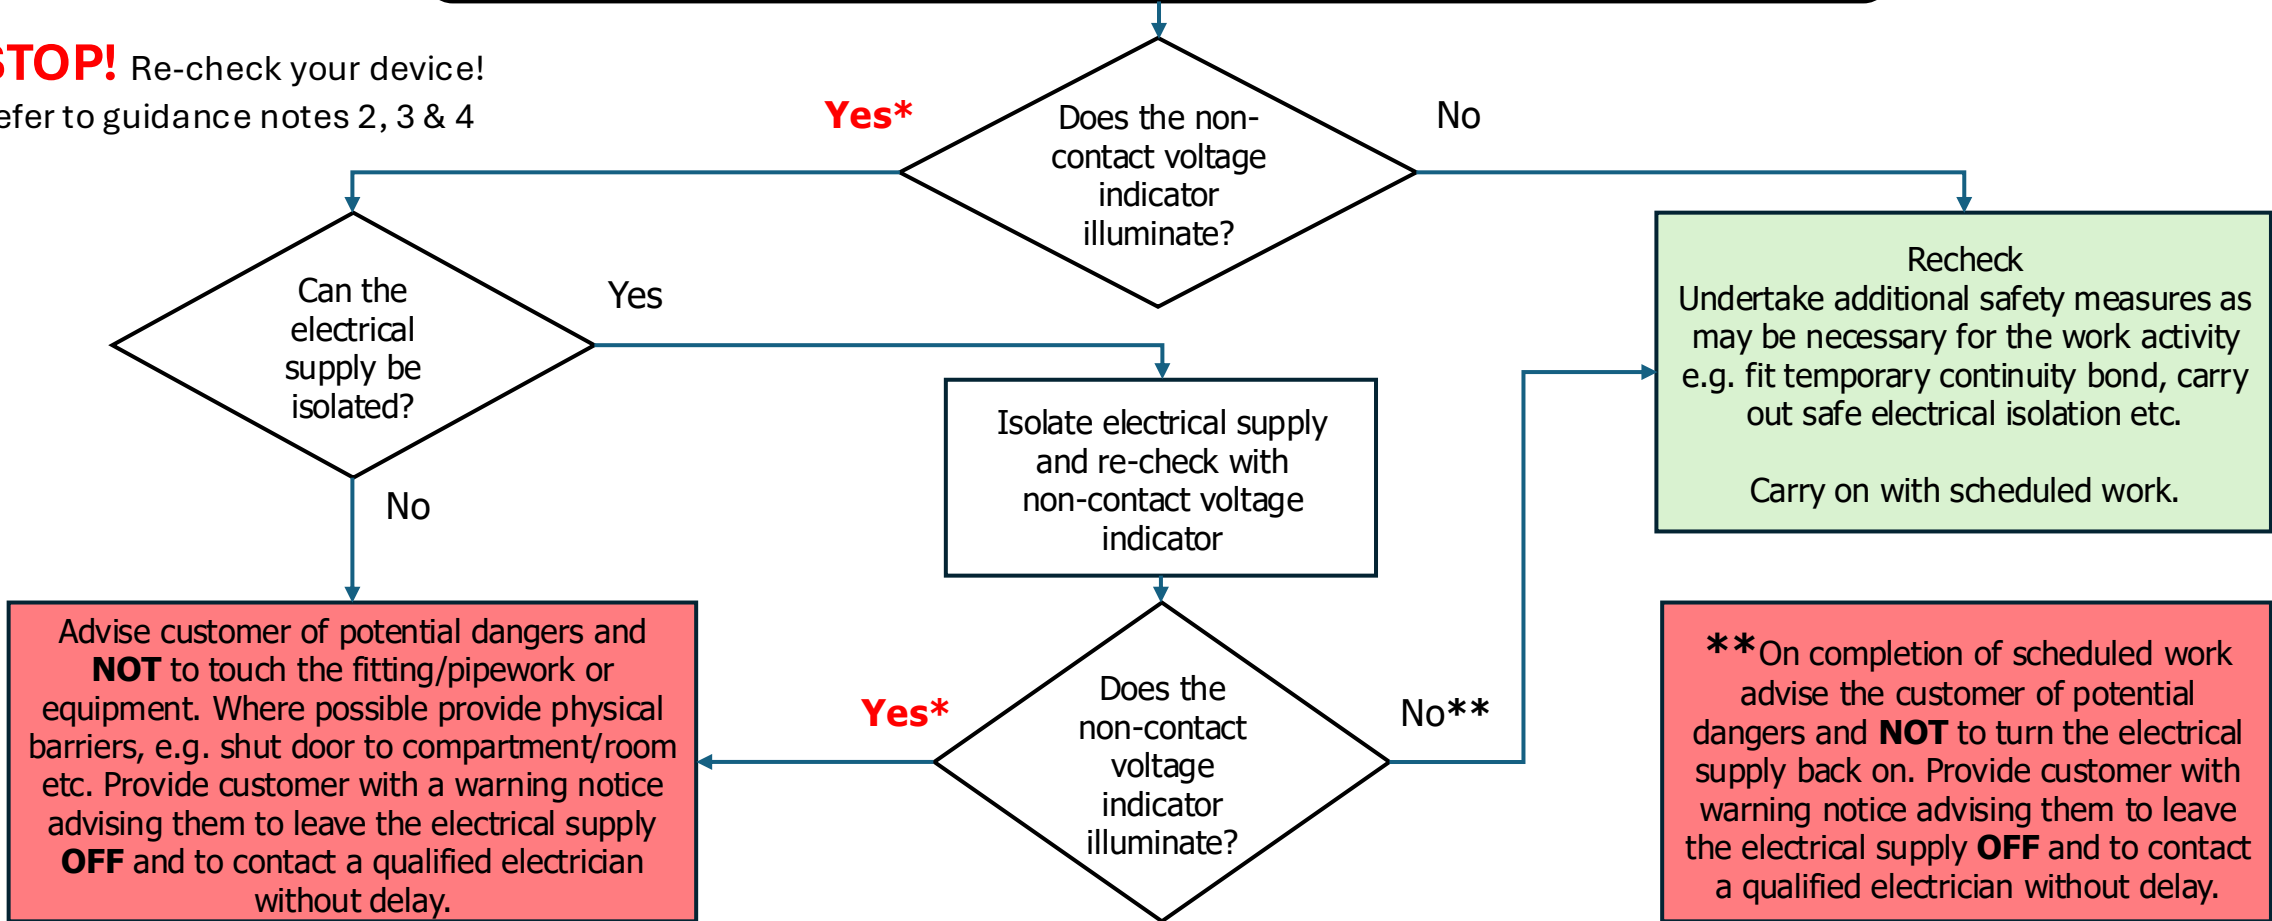 STOP! Re-check your device!
efer to guidance notes 2, 3 & 4
Yes*
Does the non-
contact voltage
indicator
illuminate?
No
Can the
electrical
supply be
isolated?
Yes
No
Isolate electrical supply
and re-check with
non-contact voltage
indicator
Recheck
Undertake additional safety measures as
may be necessary for the work activity
e.g. fit temporary continuity bond, carry
out safe electrical isolation etc.
Carry on with scheduled work.
Advise customer of potential dangers and
NOT to touch the fitting/pipework or
equipment. Where possible provide physical
barriers, e.g. shut door to compartment/room
etc. Provide customer with a warning notice
advising them to leave the electrical supply
OFF and to contact a qualified electrician
without delay.
Yes*
Does the
non-contact
voltage
indicator
illuminate?
No**
**On completion of scheduled work
advise the customer of potential
dangers and NOT to turn the electrical
supply back on. Provide customer with
warning notice advising them to leave
the electrical supply OFF and to contact
a qualified electrician without delay.